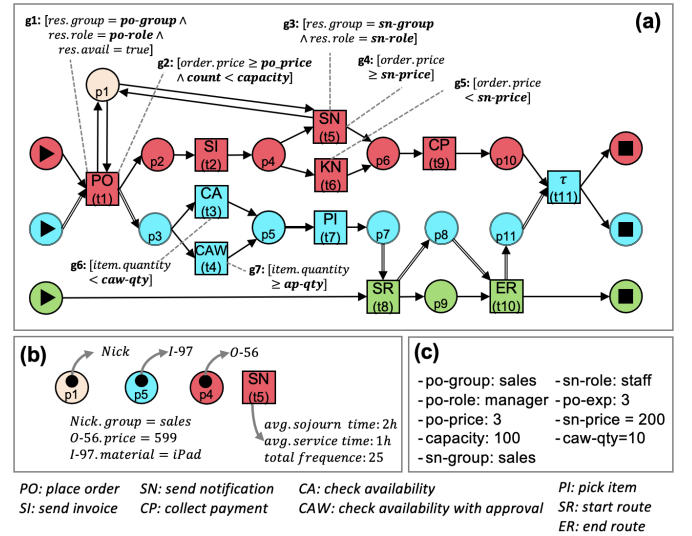 g1: [res.group = po-group ∧
res.role = po-role ∧
res.avail = true]
g2: [order.price ≥ po_price
∧ count < capacity]
g3: [res.group = sn-group
∧ res.role = sn-role]
g4: [order.price
≥ sn-price]
g5: [order.price
< sn-price]
(a)
p1
SN
(t5)
p2
SI
(t2)
p4
KN
(t6)
p6
CP
(t9)
p10
PO
(t1)
τ
(t11)
CA
(t3)
p3
CAW
(t4)
p5
PI
(t7)
p7
p8
p11
g6: [item.quantity
< caw-qty]
g7: [item.quantity
≥ ap-qty]
SR
(t8)
p9
ER
(t10)
(b)
Nick
I-97
O-56
p1
p5
p4
SN
(t5)
Nick.group = sales
O-56.price = 599
I-97.material = iPad
avg.sojourn time: 2h
avg.service time: 1h
total frequence: 25
(c)
-po-group: sales
-po-role: manager
-po-price: 3
-capacity: 100
-sn-group: sales
-sn-role: staff
-po-exp: 3
-sn-price = 200
-caw-qty=10
PO: place order
SI: send invoice
SN: send notification
CP: collect payment
CA: check availability
CAW: check availability with approval
PI: pick item
SR: start route
ER: end route